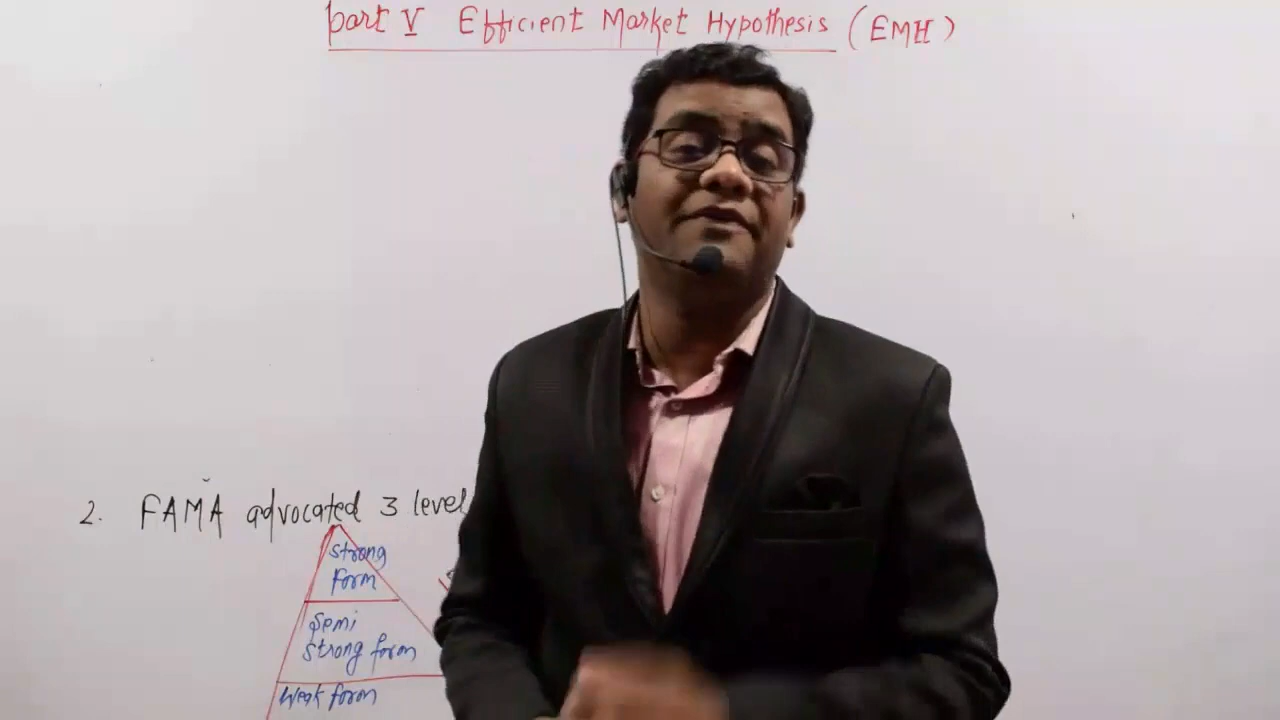 part V Efficient Market Hypothesis (EMH)
2. FAMA advocated 3 level
strong
form
semi
strong form
Weak form